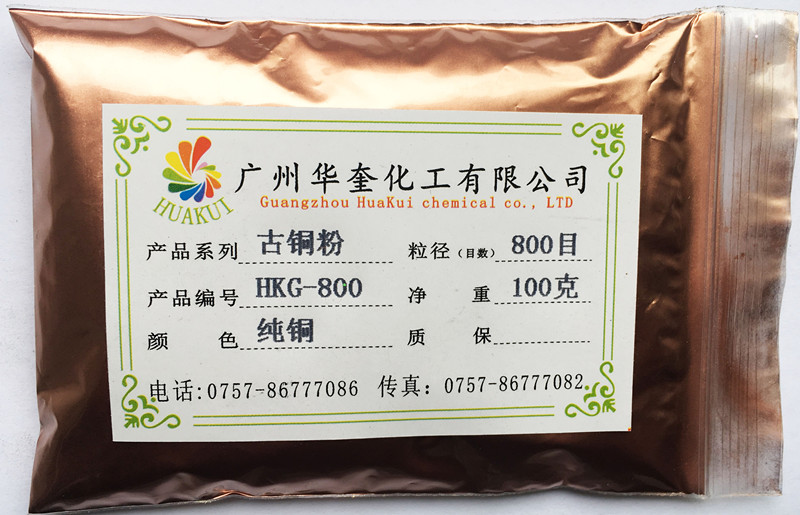 HUAKUI
广州华奎化工有限公司
Guangzhou HuaKui chemical co., LTD
产品系列 古铜粉 粒径(目数) 800目
产品编号 HKG-800 净 重 100克
颜 色 纯铜 质 保
电话:0757-86777086 传真: 0757-86777082